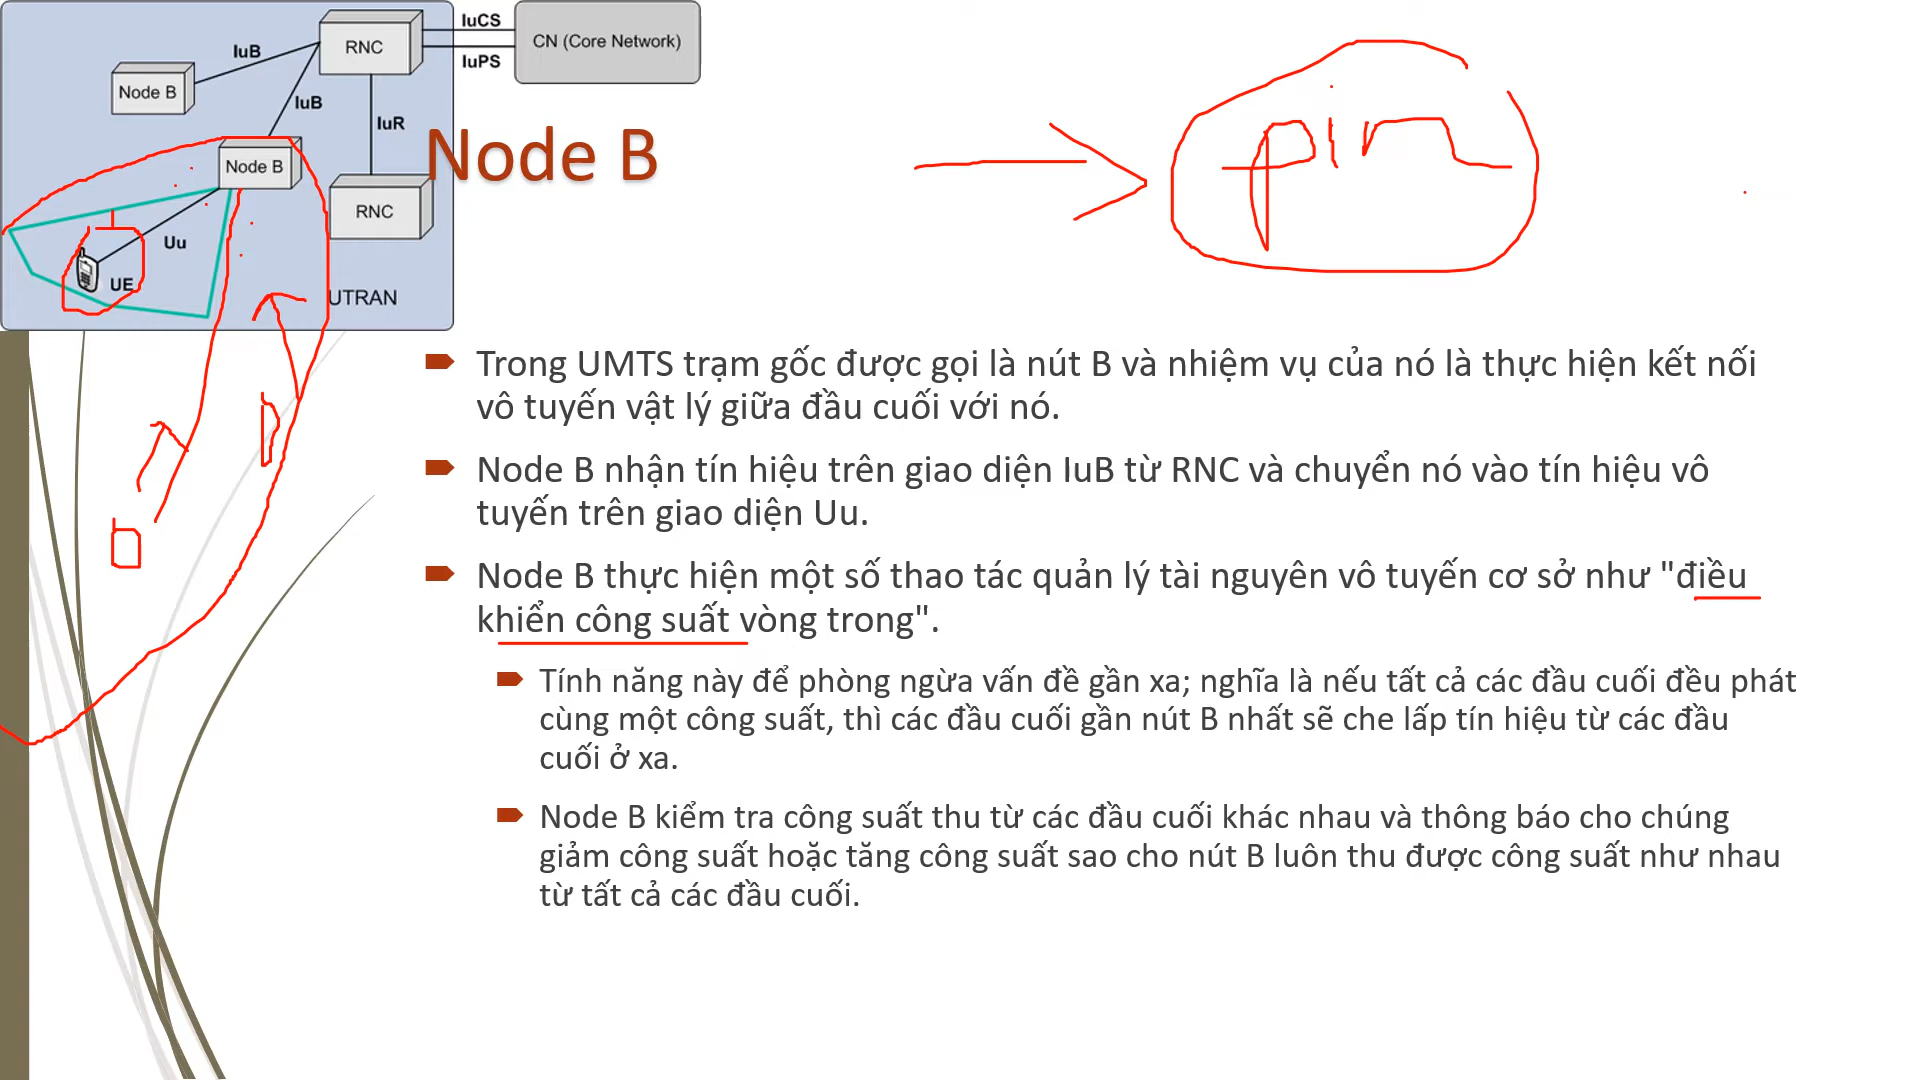 IuCS
RNC
CN (Core Network)
IuB
IuPS
Node B
IuB
IuR
Node B
Node B
pin
RNC
Uu
UE
UTRAN
Trong UMTS trạm gốc được gọi là nút B và nhiệm vụ của nó là thực hiện kết nối
vô tuyến vật lý giữa đầu cuối với nó.
Node B nhận tín hiệu trên giao diện IuB từ RNC và chuyển nó vào tín hiệu vô
tuyến trên giao diện Uu.
Node B thực hiện một số thao tác quản lý tài nguyên vô tuyến cơ sở như "điều
khiển công suất vòng trong".
Tính năng này để phòng ngừa vấn đề gần xa; nghĩa là nếu tất cả các đầu cuối đều phát
cùng một công suất, thì các đầu cuối gần nút B nhất sẽ che lấp tín hiệu từ các đầu
cuối ở xa.
Node B kiểm tra công suất thu từ các đầu cuối khác nhau và thông báo cho chúng
giảm công suất hoặc tăng công suất sao cho nút B luôn thu được công suất như nhau
từ tất cả các đầu cuối.